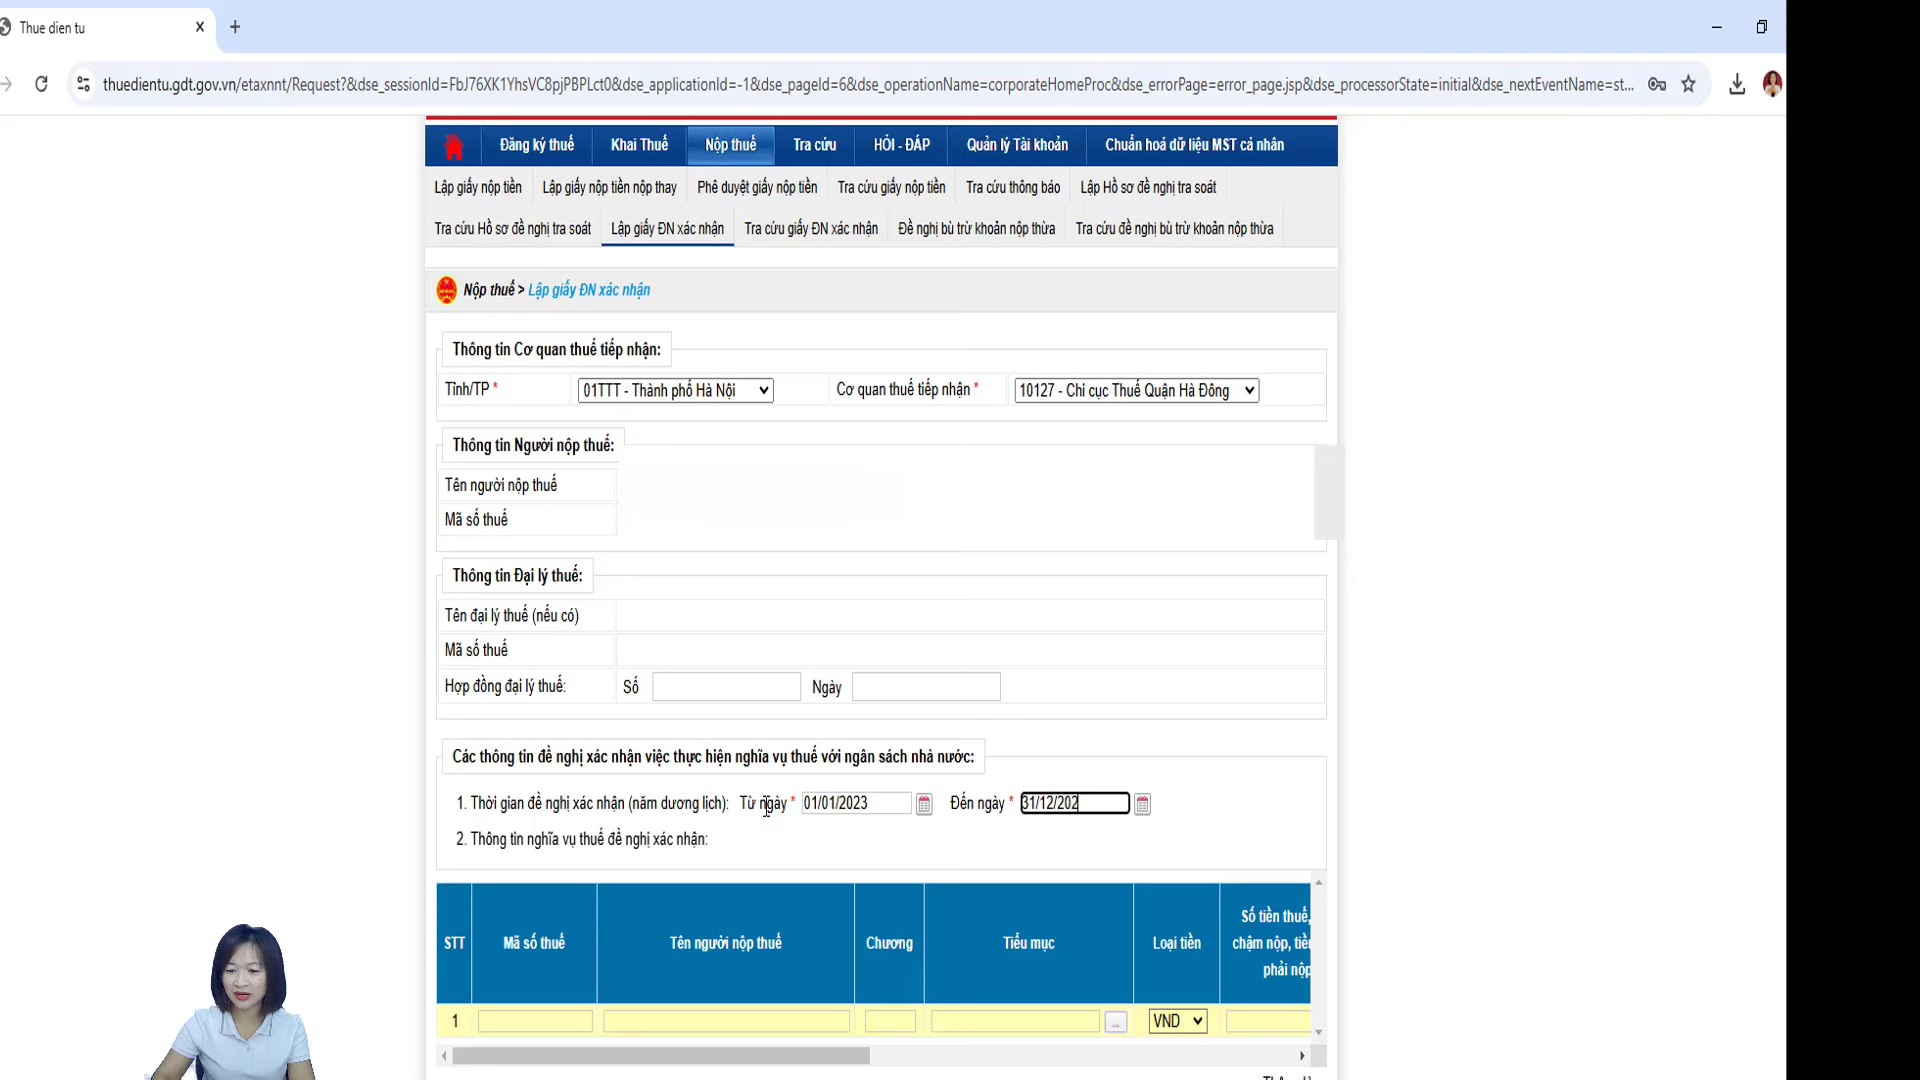 Thue dien tu
thuedientu.gdt.gov.vn/etaxnnt/Request?&dse_sessionId=FbJ76XK1YhsVC8pjPBPLct0&dse_applicationId=-1&dse_pageId=6&dse_operationName=corporateHomeProc&dse_errorPage=error_page.jsp&dse_processorState=initial&dse_nextEventName=st...
Đăng ký thuế Khai Thuế Nộp thuế Tra cứu HỎI - ĐÁP Quản lý Tài khoản Chuẩn hoá dữ liệu MST cá nhân
Lập giấy nộp tiền Lập giấy nộp tiền nộp thay Phê duyệt giấy nộp tiền Tra cứu giấy nộp tiền Tra cứu thông báo Lập Hồ sơ đề nghị tra soát
Tra cứu Hồ sơ đề nghị tra soát Lập giấy ĐN xác nhận Tra cứu giấy ĐN xác nhận Đề nghị bù trừ khoản nộp thừa Tra cứu đề nghị bù trừ khoản nộp thừa
Nộp thuế > Lập giấy ĐN xác nhận
Thông tin Cơ quan thuế tiếp nhận:
Tỉnh/TP * 01TTT - Thành phố Hà Nội Cơ quan thuế tiếp nhận * 10127 - Chi cục Thuế Quận Hà Đông
Thông tin Người nộp thuế:
Tên người nộp thuế
Mã số thuế
Thông tin Đại lý thuế:
Tên đại lý thuế (nếu có)
Mã số thuế
Hợp đồng đại lý thuế: Số Ngày
Các thông tin đề nghị xác nhận việc thực hiện nghĩa vụ thuế với ngân sách nhà nước:
1. Thời gian đề nghị xác nhận (năm dương lịch): Từ ngày * 01/01/2023 Đến ngày * 31/12/202
2. Thông tin nghĩa vụ thuế đề nghị xác nhận:
STT Mã số thuế Tên người nộp thuế Chương Tiểu mục Loại tiền Số tiền thuế,
chậm nộp, tiền
phải nộp
1 ... VND